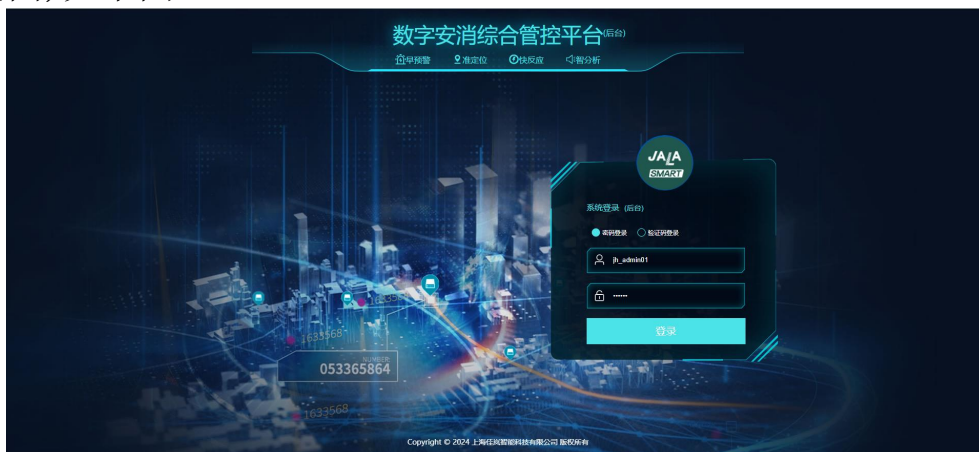 数字安消综合管控平台(后台)
早预警 准定位 快反应 智分析
JALA
SMART
系统登录 (后台)
密码登录 验证码登录
jh_admin01
······
登录
1633568
NUMBER:
053365864
1633568
Copyright © 2024 上海佳岚智能科技有限公司 版权所有